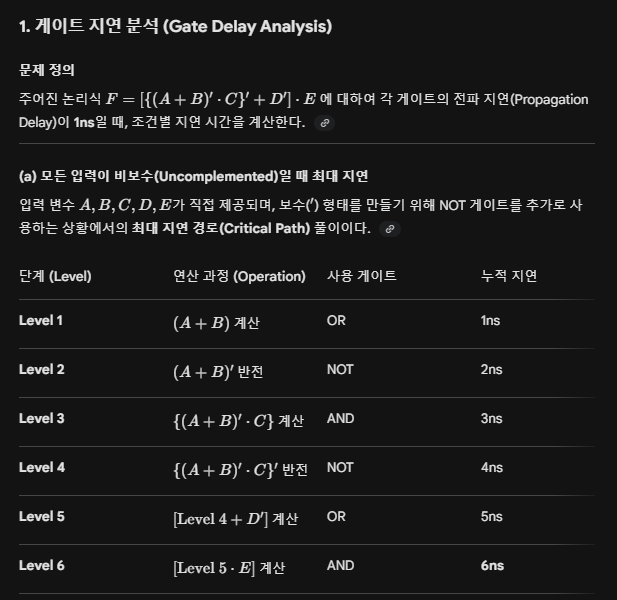 1. 게이트 지연 분석 (Gate Delay Analysis)
문제 정의
주어진 논리식 F = [{(A + B)′ · C}′ + D′] · E 에 대하여 각 게이트의 전파 지연(Propagation
Delay)이 1ns일 때, 조건별 지연 시간을 계산한다.
(a) 모든 입력이 비보수(Uncomplemented)일 때 최대 지연
입력 변수 A, B, C, D, E가 직접 제공되며, 보수(′) 형태를 만들기 위해 NOT 게이트를 추가로 사
용하는 상황에서의 최대 지연 경로(Critical Path) 풀이이다.
단계 (Level) 연산 과정 (Operation) 사용 게이트 누적 지연
Level 1 (A + B) 계산 OR 1ns
Level 2 (A + B)′ 반전 NOT 2ns
Level 3 {(A + B)′ · C} 계산 AND 3ns
Level 4 {(A + B)′ · C}′ 반전 NOT 4ns
Level 5 [Level 4 + D′] 계산 OR 5ns
Level 6 [Level 5 · E] 계산 AND 6ns